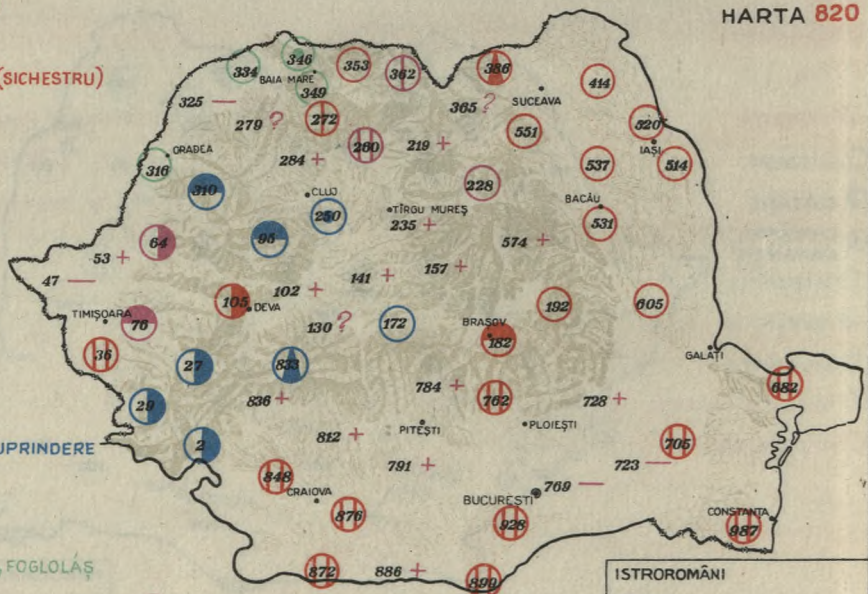 HARTA 820
(SICHESTRU)
346
334
BAIA MARE
353
362
386
349
414
325 —
365 ?
SUCEAVA
279 ?
272
320
551
IAȘI
ORADEA
260
219 +
284 +
537
514
316
310
228
CLUJ
BACĂU
TÎRGU MUREȘ
250
235 +
531
95
64
574 +
53 +
157 +
141 +
47 —
102 +
105
DEVA
192
605
TIMIȘOARA
76
130 ?
172
BRAȘOV
182
36
GALAȚI
27
833
784 +
682
836 +
762
728 +
29
PITEȘTI
PLOIEȘTI
812 +
705
UPRINDERE
2
791 +
723 —
848
769 —
CRAIOVA
BUCUREȘTI
876
928
CONSTANȚA
987
, FOGLOLÁS
872
886 +
899
ISTROROMÂNI